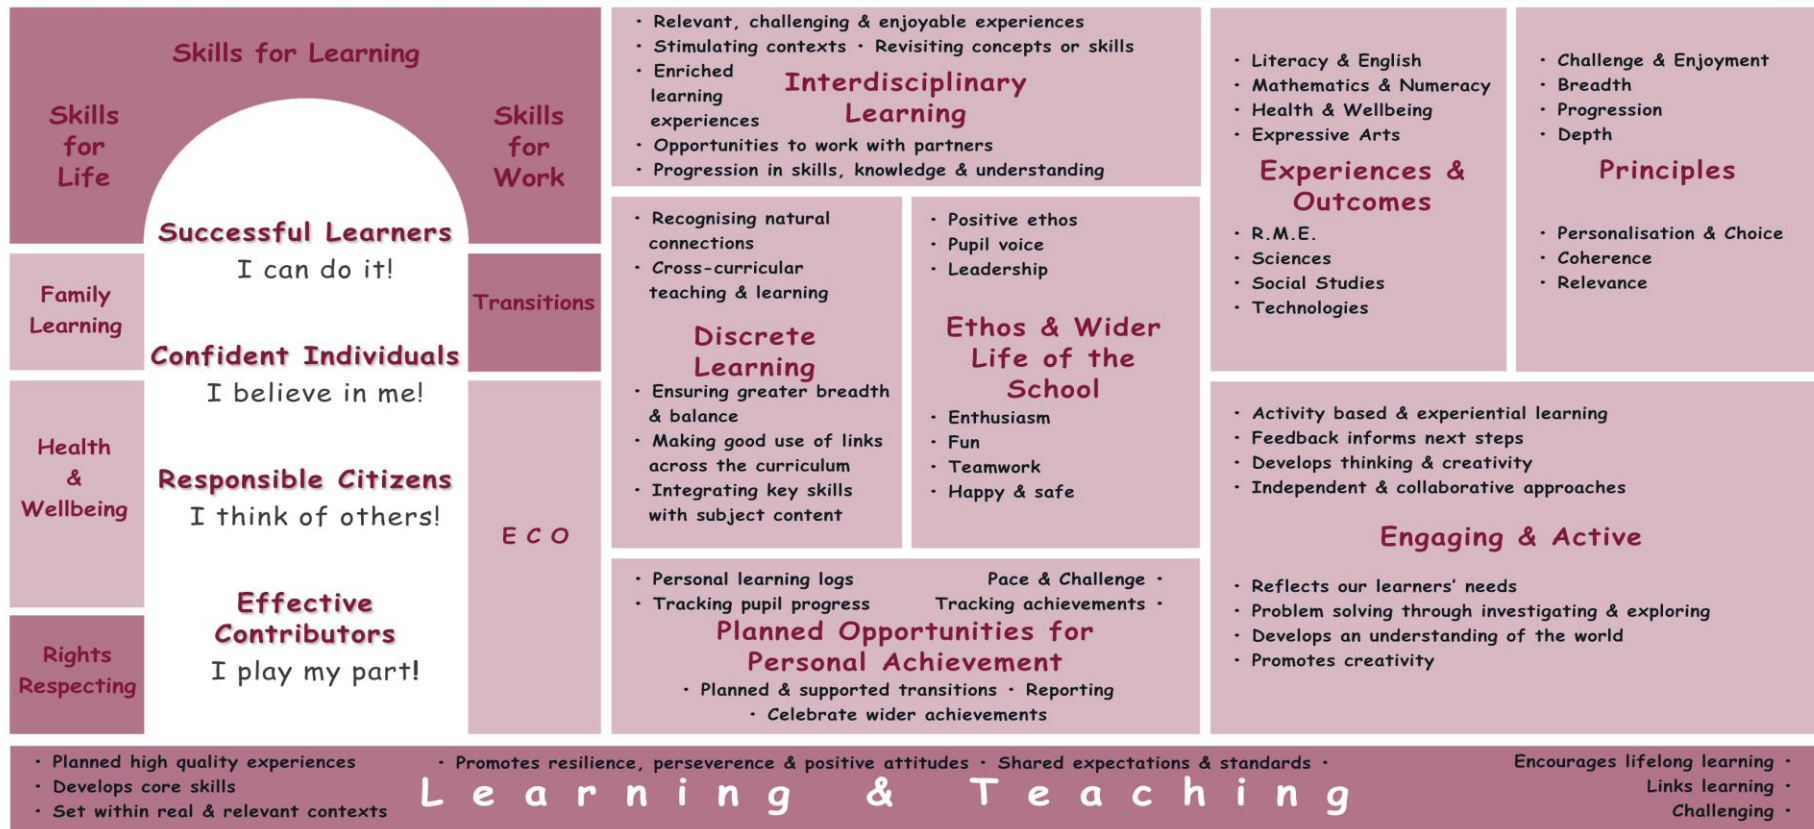 Skills for Learning
Skills
for
Life
Skills
for
Work
Successful Learners
I can do it!
Confident Individuals
I believe in me!
Responsible Citizens
I think of others!
Effective
Contributors
I play my part!
Family
Learning
Health
&
Wellbeing
Rights
Respecting
Transitions
E C O
· Relevant, challenging & enjoyable experiences
· Stimulating contexts · Revisiting concepts or skills
· Enriched
learning
experiences
Interdisciplinary
Learning
· Opportunities to work with partners
· Progression in skills, knowledge & understanding
· Recognising natural
connections
· Cross-curricular
teaching & learning
Discrete
Learning
· Ensuring greater breadth
& balance
· Making good use of links
across the curriculum
· Integrating key skills
with subject content
· Positive ethos
· Pupil voice
· Leadership
Ethos & Wider
Life of the
School
· Enthusiasm
· Fun
· Teamwork
· Happy & safe
· Personal learning logs
· Tracking pupil progress
Pace & Challenge ·
Tracking achievements ·
Planned Opportunities for
Personal Achievement
· Planned & supported transitions · Reporting
· Celebrate wider achievements
· Literacy & English
· Mathematics & Numeracy
· Health & Wellbeing
· Expressive Arts
Experiences &
Outcomes
· R.M.E.
· Sciences
· Social Studies
· Technologies
· Challenge & Enjoyment
· Breadth
· Progression
· Depth
Principles
· Personalisation & Choice
· Coherence
· Relevance
· Activity based & experiential learning
· Feedback informs next steps
· Develops thinking & creativity
· Independent & collaborative approaches
Engaging & Active
· Reflects our learners' needs
· Problem solving through investigating & exploring
· Develops an understanding of the world
· Promotes creativity
· Planned high quality experiences
· Develops core skills
· Set within real & relevant contexts
· Promotes resilience, perseverence & positive attitudes · Shared expectations & standards ·
Learning & Teaching
Encourages lifelong learning ·
Links learning ·
Challenging ·